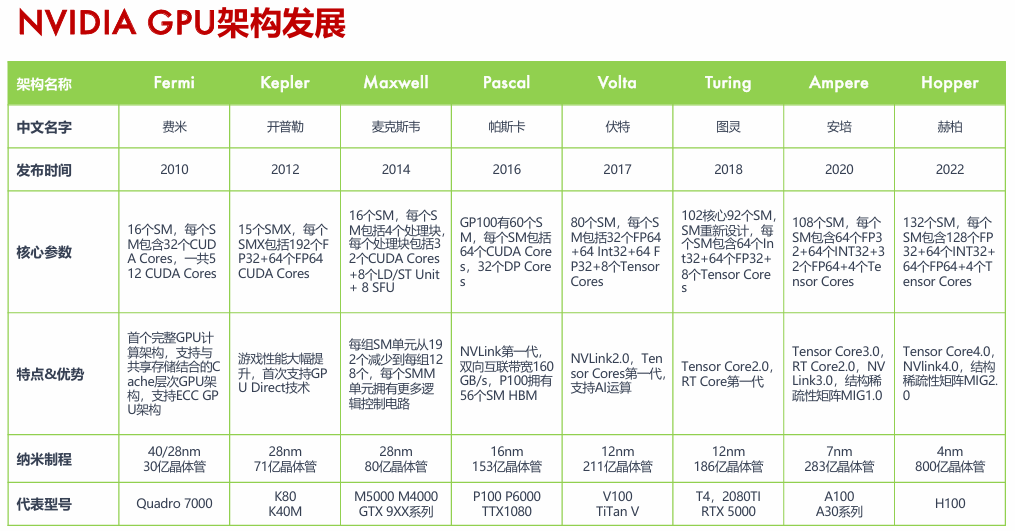 NVIDIA GPU架构发展
架构名称 Fermi Kepler Maxwell Pascal Volta Turing Ampere Hopper
中文名字 费米 开普勒 麦克斯韦 帕斯卡 伏特 图灵 安培 赫柏
发布时间 2010 2012 2014 2016 2017 2018 2020 2022
核心参数
16个SM，每个S
M包含32个CUD
A Cores，一共5
12 CUDA Cores
15个SMX，每个
SMX包括192个F
P32+64个FP64
CUDA Cores
16个SM，每个S
M包括4个处理块，
每个处理块包括3
2个CUDA Cores
+8个LD/ST Unit
+ 8 SFU
GP100有60个S
M，每个SM包括
64个CUDA Core
s，32个DP Core
s
80个SM，每个S
M包括32个FP64
+64 Int32+64 F
P32+8个Tensor
Cores
102核心92个SM，
SM重新设计，每
个SM包含64个In
t32+64个FP32+
8个Tensor Core
s
108个SM，每个
SM包含64个FP3
2+64个INT32+3
2个FP64+4个Te
nsor Cores
132个SM，每个
SM包含128个FP
32+64个INT32+
64个FP64+4个T
ensor Cores
特点&优势
首个完整GPU计
算架构，支持与
共享存储结合的C
ache层次GPU架
构，支持ECC GP
U架构
游戏性能大幅提
升，首次支持GP
U Direct技术
每组SM单元从19
2个减少到每组12
8个，每个SMM
单元拥有更多逻
辑控制电路
NVLink第一代，
双向互联带宽160
GB/s，P100拥有
56个SM HBM
NVLink2.0，Ten
sor Cores第一代，
支持AI运算
Tensor Core2.0，
RT Core第一代
Tensor Core3.0，
RT Core2.0，NV
Link3.0，结构稀
疏性矩阵MIG1.0
Tensor Core4.0，
NVlink4.0，结构
稀疏性矩阵MIG2.
0
纳米制程
40/28nm
30亿晶体管
28nm
71亿晶体管
28nm
80亿晶体管
16nm
153亿晶体管
12nm
211亿晶体管
12nm
186亿晶体管
7nm
283亿晶体管
4nm
800亿晶体管
代表型号
Quadro 7000
K80
K40M
M5000 M4000
GTX 9XX系列
P100 P6000
TTX1080
V100
TiTan V
T4，2080TI
RTX 5000
A100
A30系列
H100